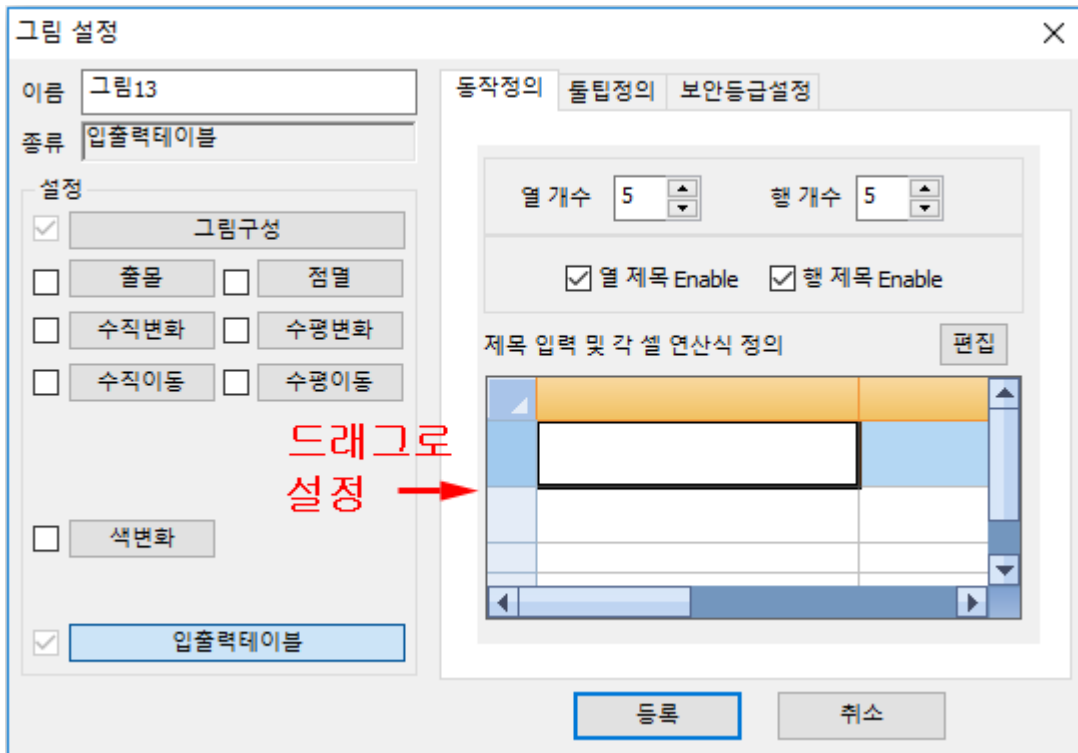 그림 설정
이름 그림13
종류 입출력테이블
설정
그림구성
출몰 점멸
수직변화 수평변화
수직이동 수평이동
색변화
입출력테이블
동작정의 툴팁정의 보안등급설정
열 개수 5 행 개수 5
열 제목 Enable 행 제목 Enable
제목 입력 및 각 셀 연산식 정의 편집
드래그로
설정
등록 취소